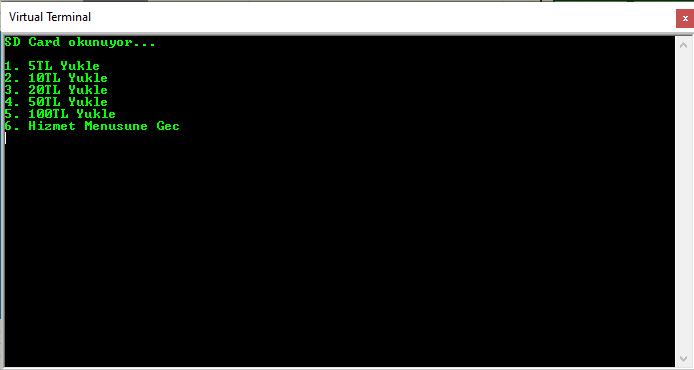 Virtual Terminal
SD Card okunuyor...
1. 5TL Yukle
2. 10TL Yukle
3. 20TL Yukle
4. 50TL Yukle
5. 100TL Yukle
6. Hizmet Menusune Gec